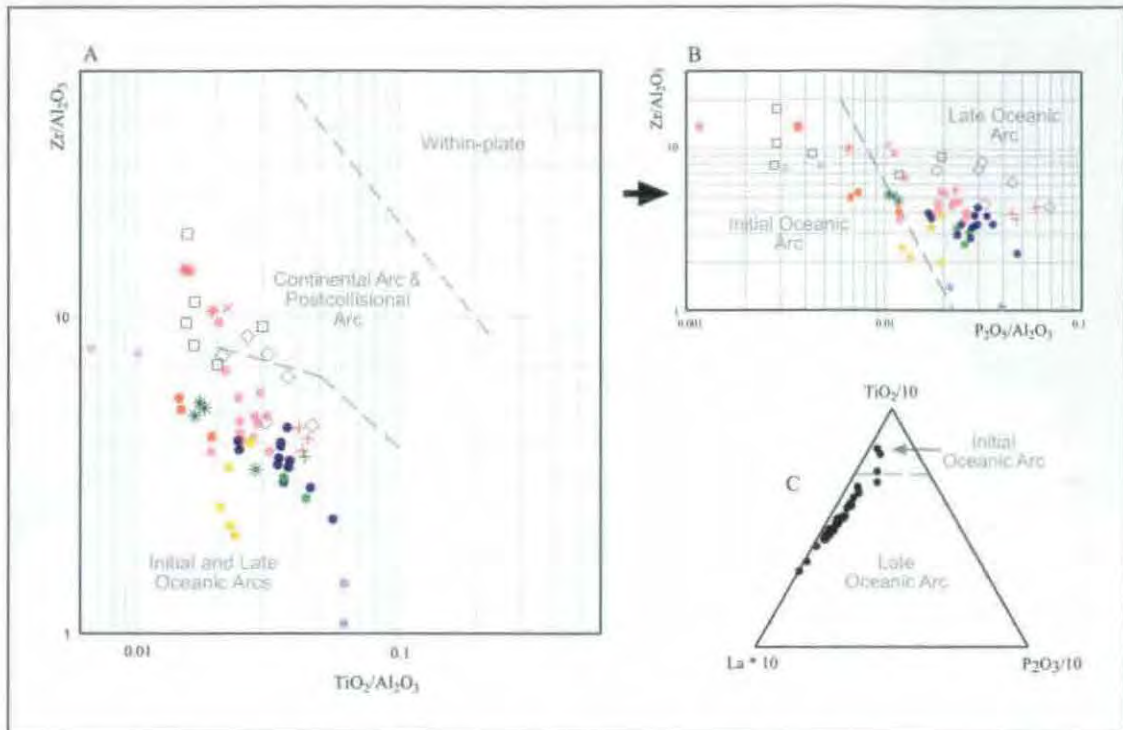 A
Zr/Al₂O₃
Within-plate
Continental Arc &
Postcollisional
Arc
Initial and Late
Oceanic Arcs
10
1
0.01
0.1
TiO₂/Al₂O₃
B
Zr/Al₂O₃
Late Oceanic
Arc
Initial Oceanic
Arc
10
1
0.001
0.01
0.1
P₂O₅/Al₂O₃
TiO₂/10
C
Initial
Oceanic Arc
Late
Oceanic Arc
La * 10
P₂O₃/10